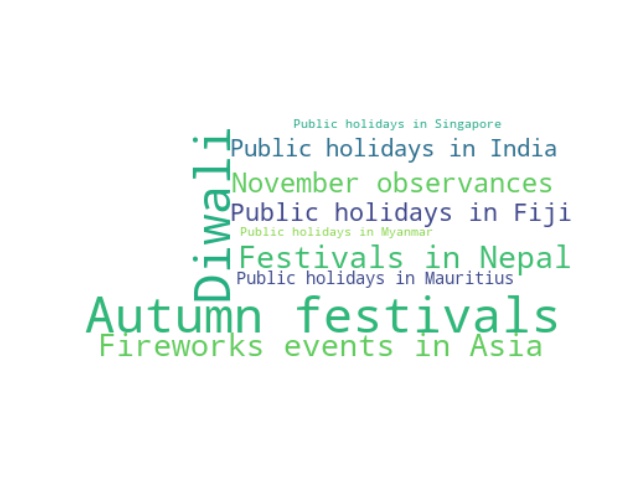 Public holidays in Singapore
Diwali
Public holidays in India
November observances
Public holidays in Fiji
Public holidays in Myanmar
Festivals in Nepal
Public holidays in Mauritius
Autumn festivals
Fireworks events in Asia